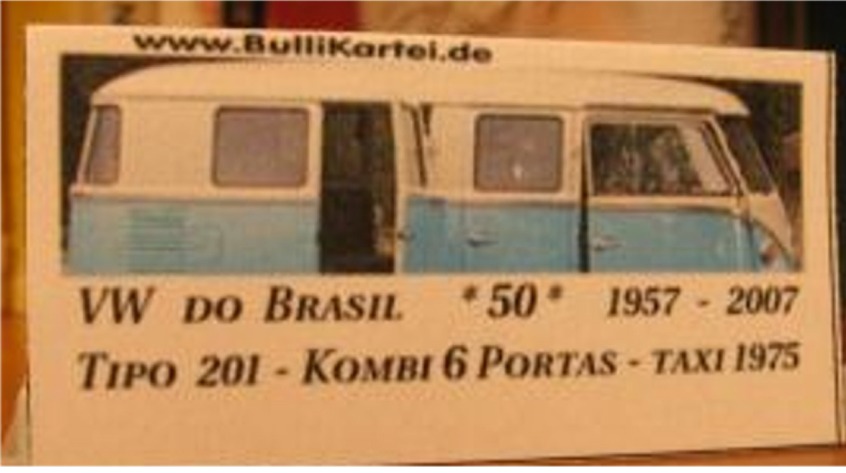 www.BulliKartei.de
VW DO BRASIL *50* 1957 - 2007
TIPO 201 - KOMBI 6 PORTAS - TAXI 1975